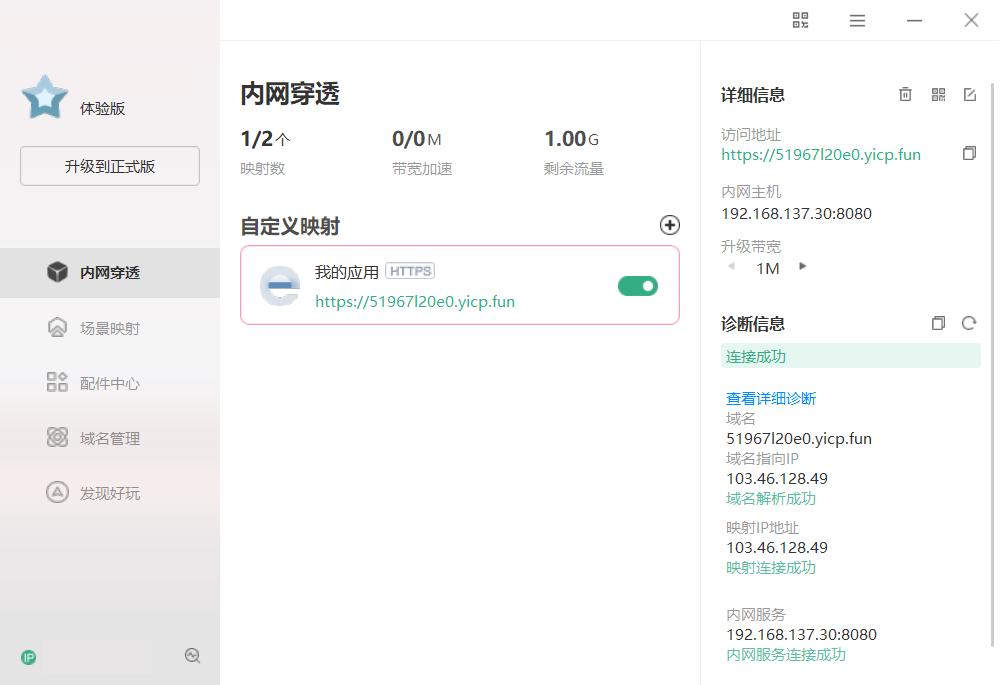 体验版
升级到正式版
内网穿透
场景映射
配件中心
域名管理
发现好玩
IP
内网穿透
1/2个
映射数
0/0M
带宽加速
1.00G
剩余流量
自定义映射
我的应用 HTTPS
https://51967l20e0.yicp.fun
详细信息
访问地址
https://51967l20e0.yicp.fun
内网主机
192.168.137.30:8080
升级带宽
1M
诊断信息
连接成功
查看详细诊断
域名
51967l20e0.yicp.fun
域名指向IP
103.46.128.49
域名解析成功
映射IP地址
103.46.128.49
映射连接成功
内网服务
192.168.137.30:8080
内网服务连接成功